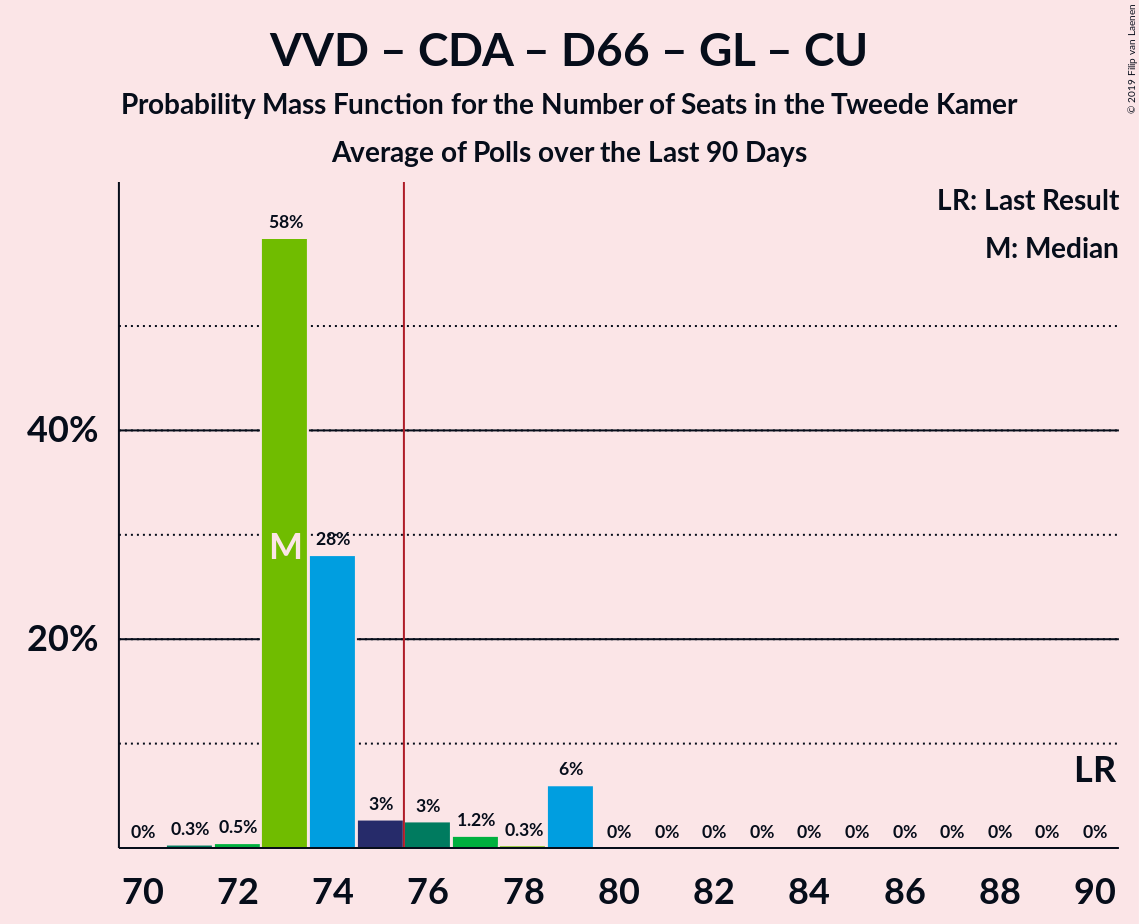 VVD – CDA – D66 – GL – CU
Probability Mass Function for the Number of Seats in the Tweede Kamer
Average of Polls over the Last 90 Days
© 2019 Filip van Laenen
LR: Last Result
M: Median
40%
20%
0%
0.3%
0.5%
58%
M
28%
3%
3%
1.2%
0.3%
6%
0%
0%
0%
0%
0%
0%
0%
0%
0%
0%
0%
LR
70 72 74 76 78 80 82 84 86 88 90